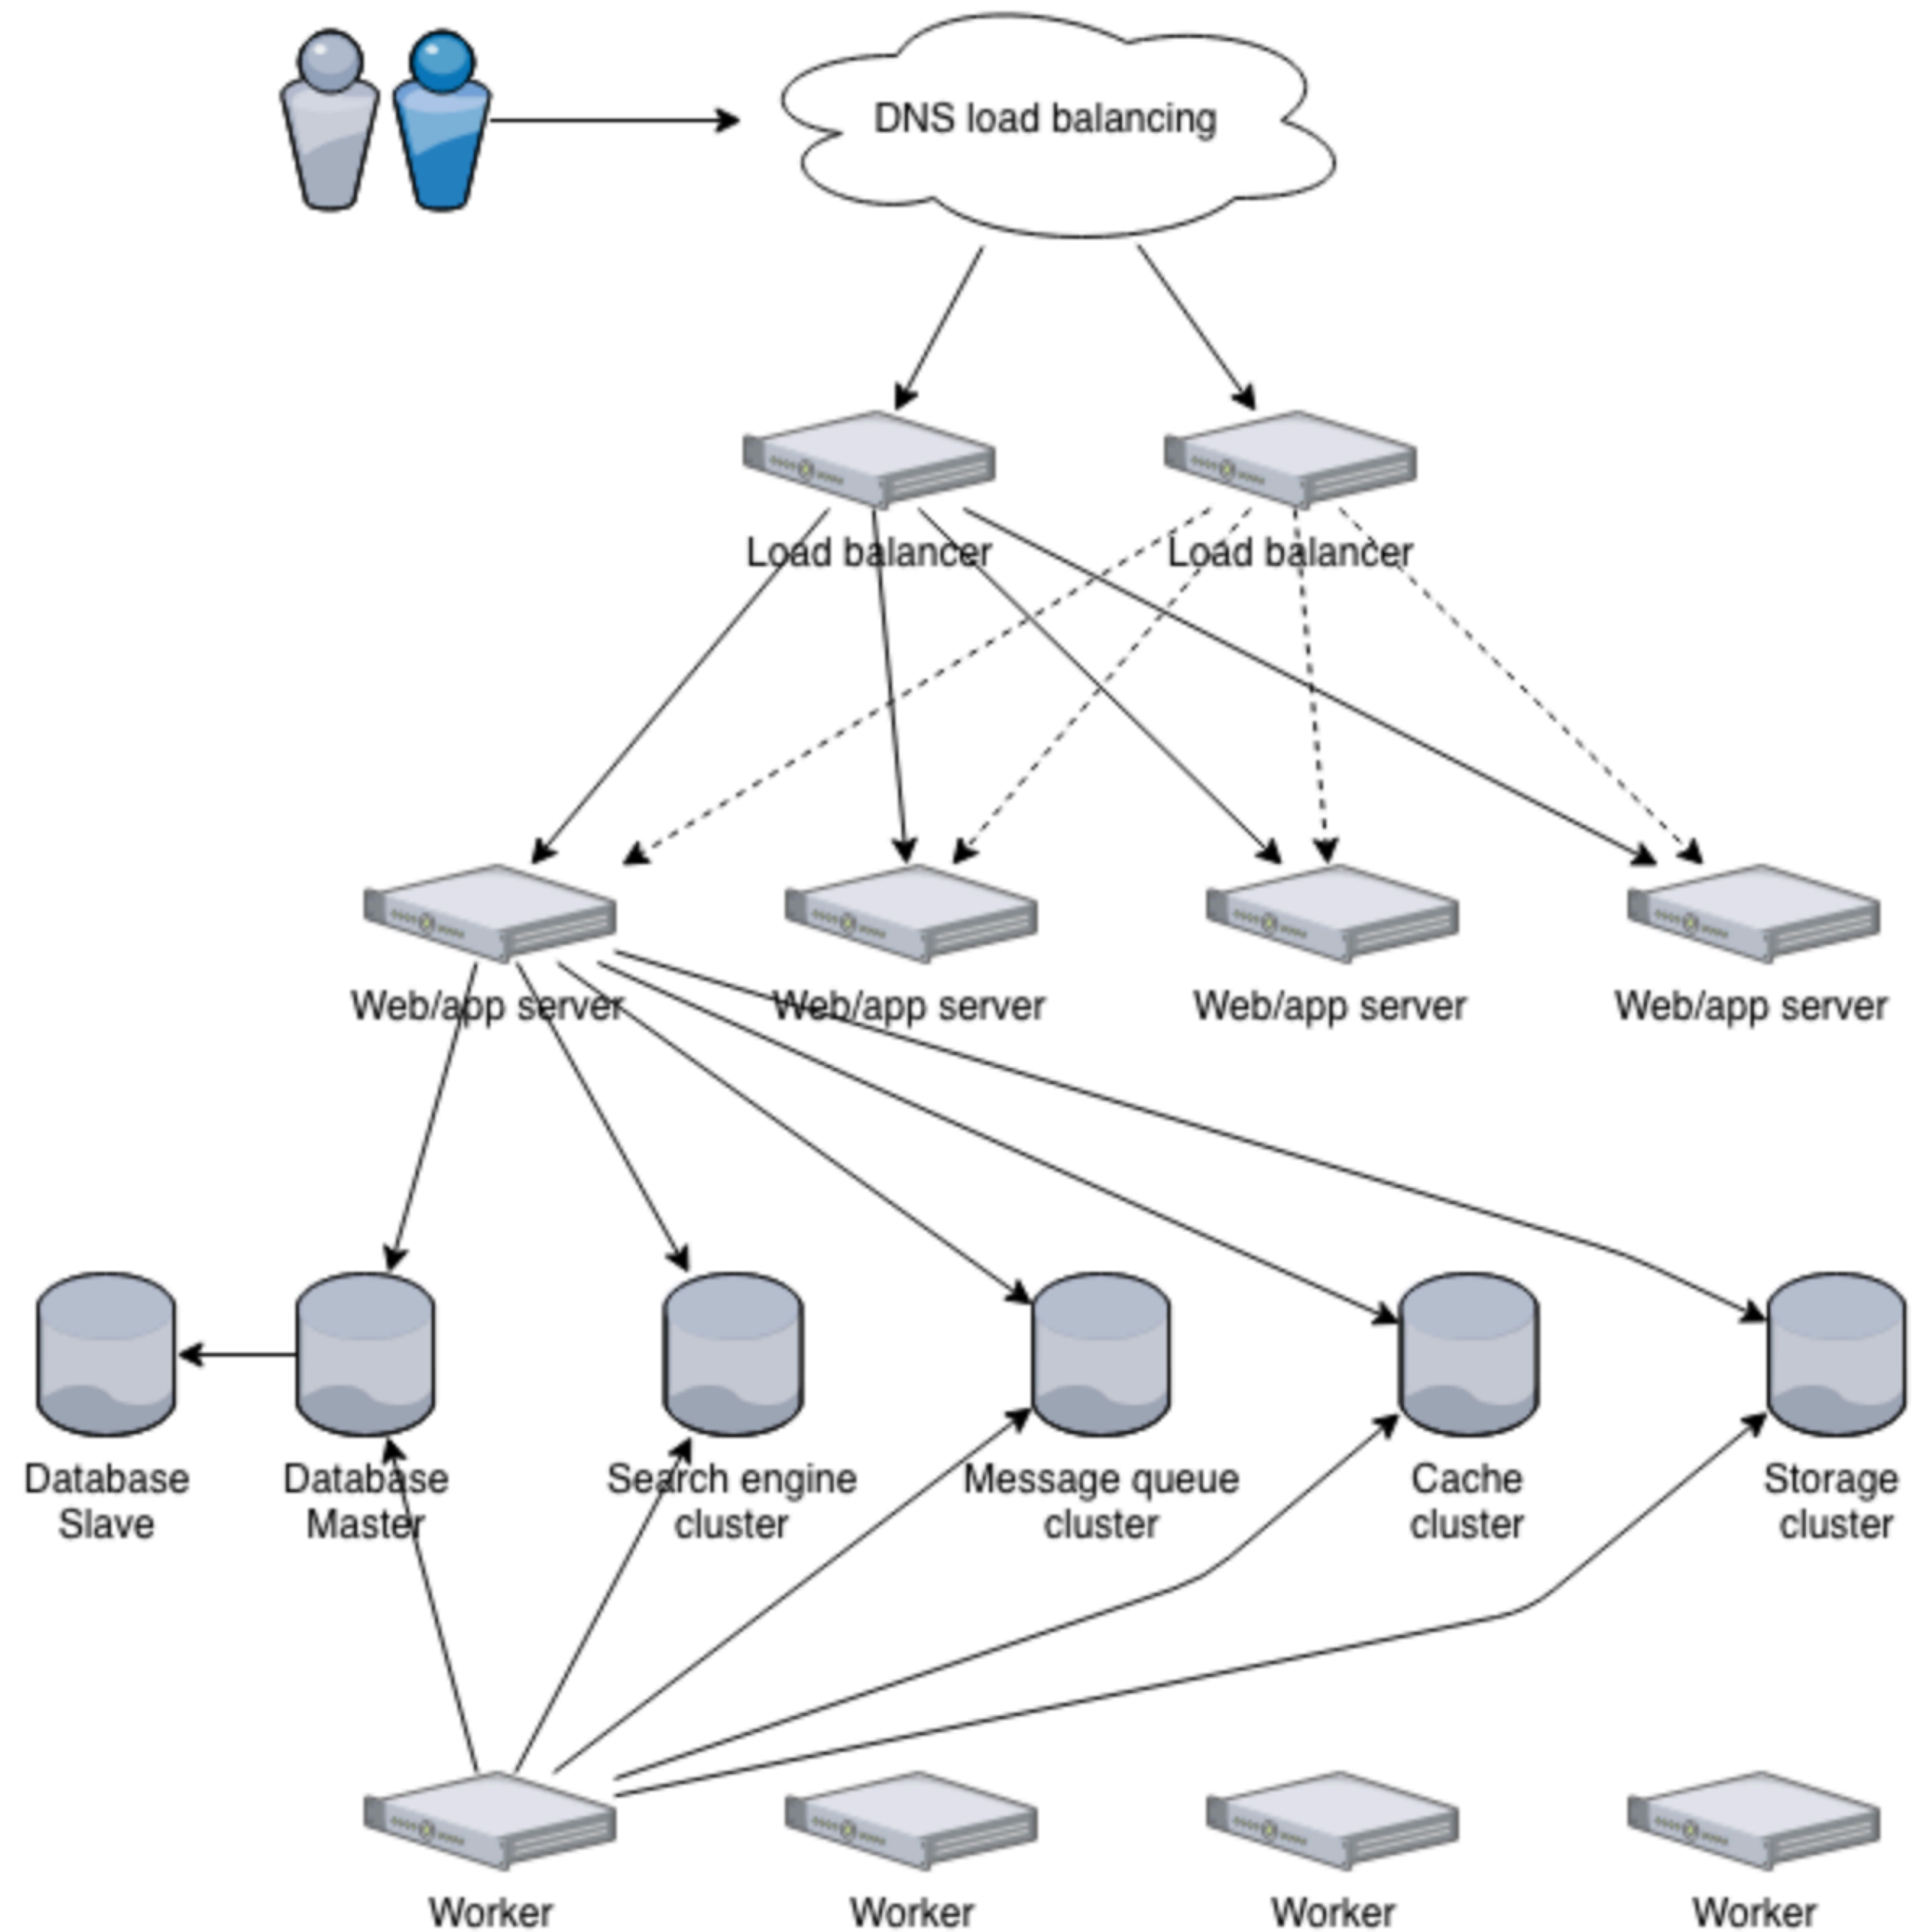 DNS load balancing
Load balancer
Load balancer
Web/app server
Web/app server
Web/app server
Web/app server
Database
Slave
Database
Master
Search engine
cluster
Message queue
cluster
Cache
cluster
Storage
cluster
Worker
Worker
Worker
Worker